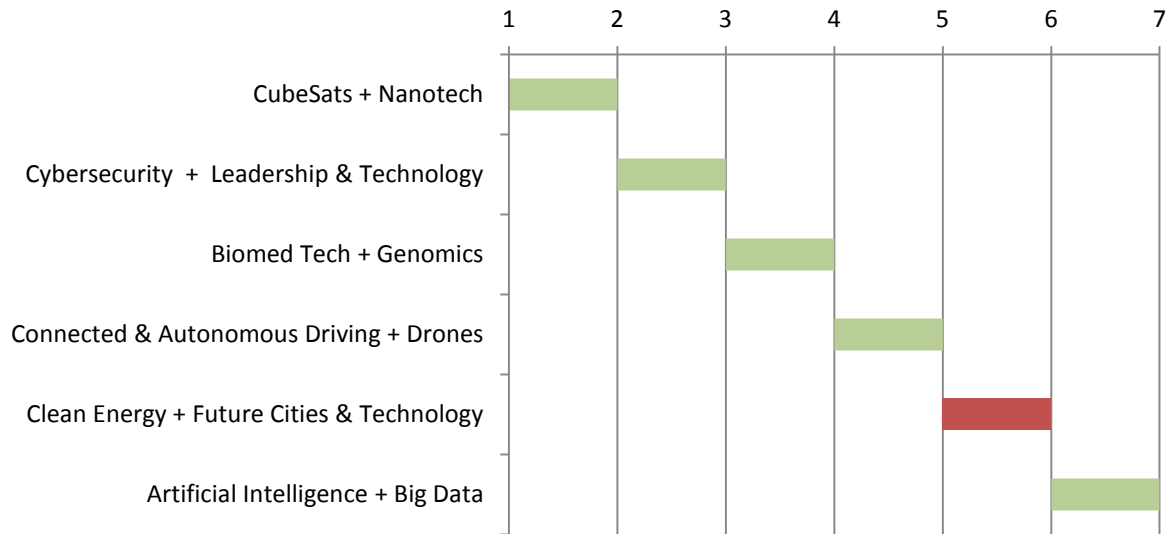 1 2 3 4 5 6 7
CubeSats + Nanotech
Cybersecurity + Leadership & Technology
Biomed Tech + Genomics
Connected & Autonomous Driving + Drones
Clean Energy + Future Cities & Technology
Artificial Intelligence + Big Data